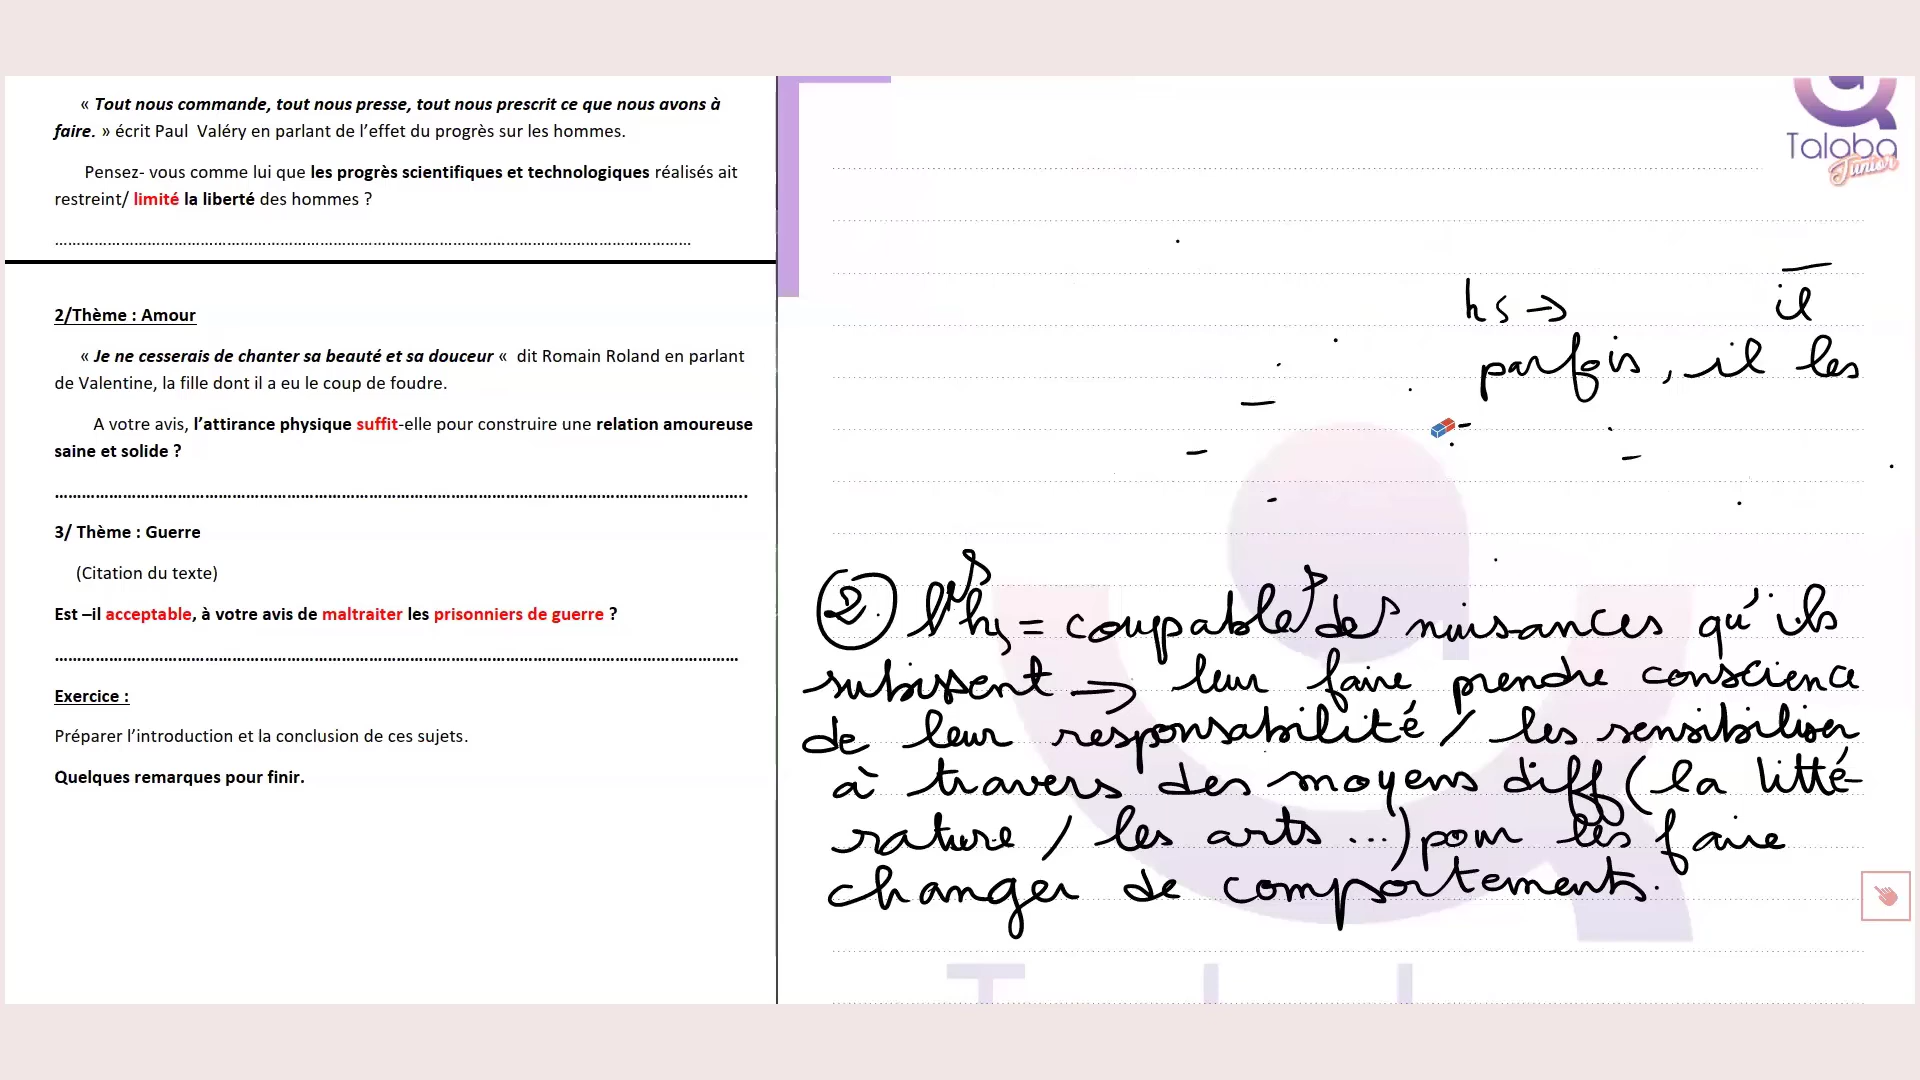 « Tout nous commande, tout nous presse, tout nous prescrit ce que nous avons à
faire. » écrit Paul Valéry en parlant de l’effet du progrès sur les hommes.
Pensez- vous comme lui que les progrès scientifiques et technologiques réalisés ait
restreint/ limité la liberté des hommes ?
2/Thème : Amour
« Je ne cesserais de chanter sa beauté et sa douceur « dit Romain Roland en parlant
de Valentine, la fille dont il a eu le coup de foudre.
A votre avis, l’attirance physique suffit-elle pour construire une relation amoureuse
saine et solide ?
3/ Thème : Guerre
(Citation du texte)
Est –il acceptable, à votre avis de maltraiter les prisonniers de guerre ?
Exercice :
Préparer l’introduction et la conclusion de ces sujets.
Quelques remarques pour finir.
Talaba
Junior
hs → il
parfois, il les
② = coupables des nuisances qu'ils
subissent → leur faire prendre conscience
de leur responsabilité / les sensibiliser
à travers des moyens diff (la litté-
rature / les arts ...) pour les faire
changer de comportements.